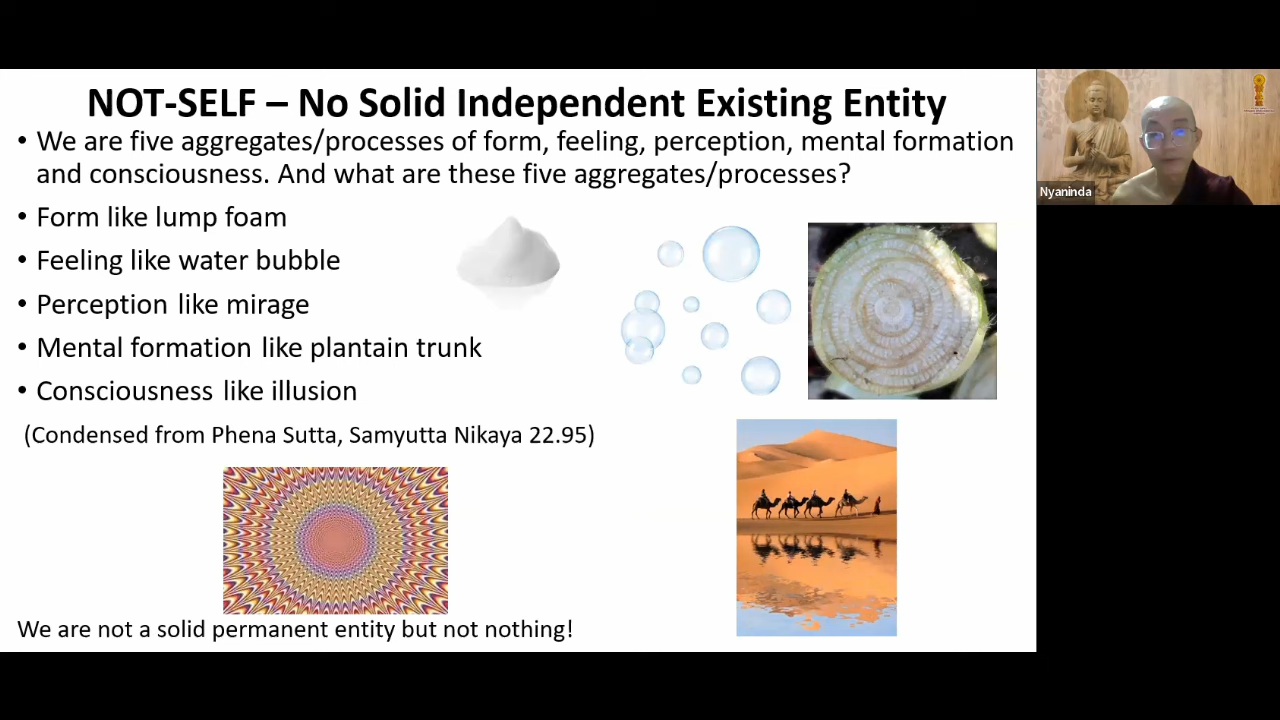 NOT-SELF – No Solid Independent Existing Entity
• We are five aggregates/processes of form, feeling, perception, mental formation
and consciousness. And what are these five aggregates/processes?
• Form like lump foam
• Feeling like water bubble
• Perception like mirage
• Mental formation like plantain trunk
• Consciousness like illusion
(Condensed from Phena Sutta, Samyutta Nikaya 22.95)
We are not a solid permanent entity but not nothing!
Nyaninda